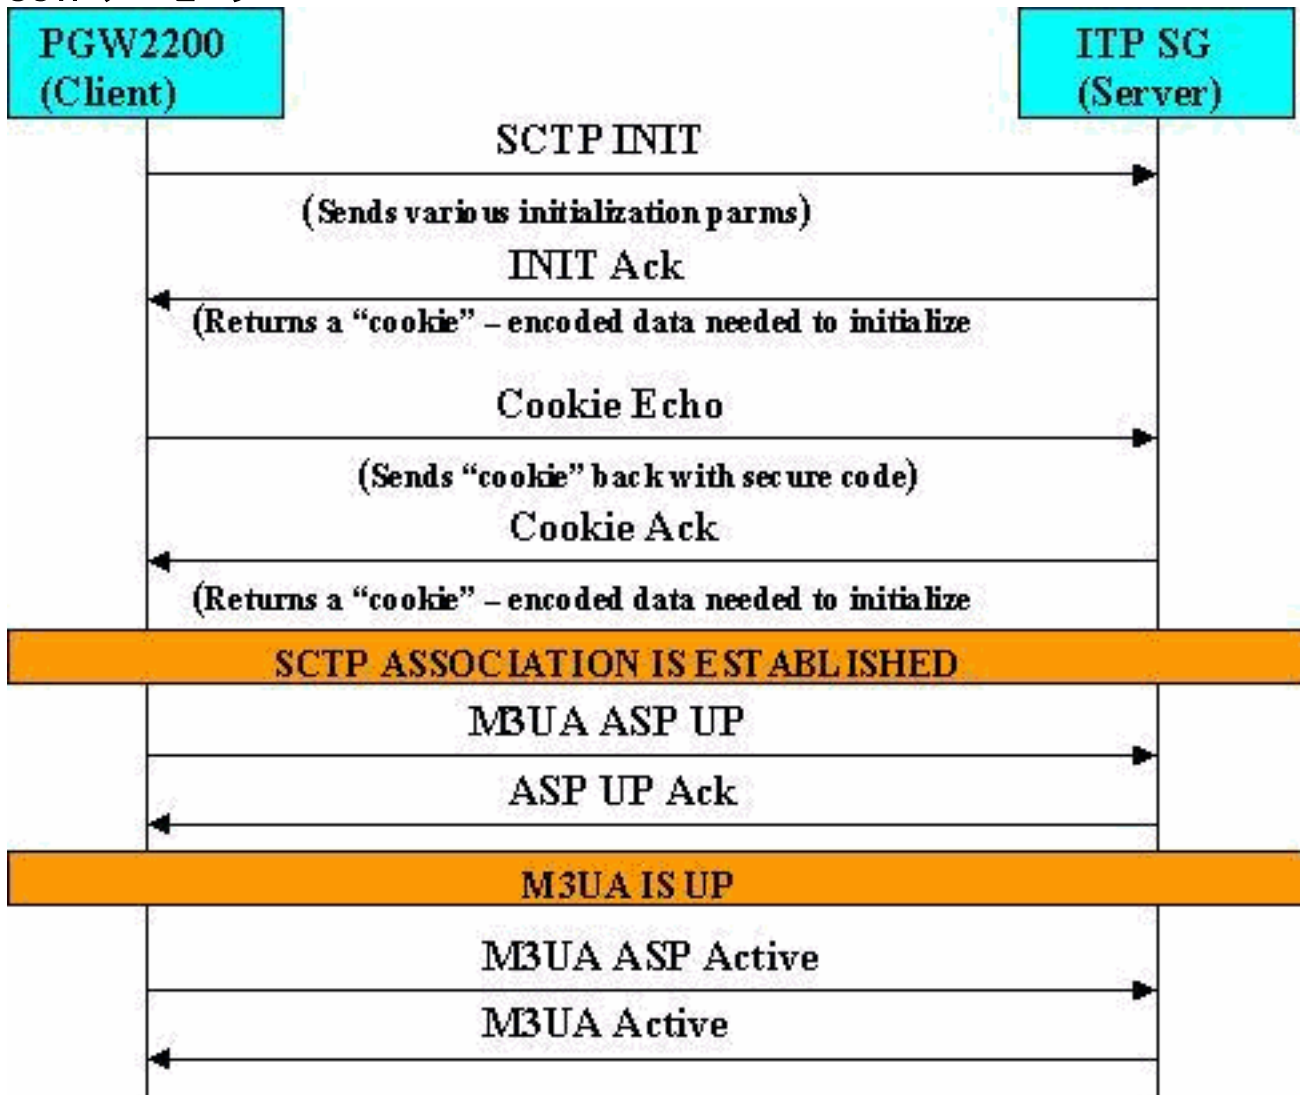 PGW2200
(Client)
ITP SG
(Server)
SCTP INIT
(Sends various initialization parms)
INIT Ack
(Returns a “cookie” – encoded data needed to initialize
Cookie Echo
(Sends “cookie” back with secure code)
Cookie Ack
(Returns a “cookie” – encoded data needed to initialize
SCTP ASSOCIATION IS ESTABLISHED
M3UA ASP UP
ASP UP Ack
M3UA IS UP
M3UA ASP Active
M3UA Active